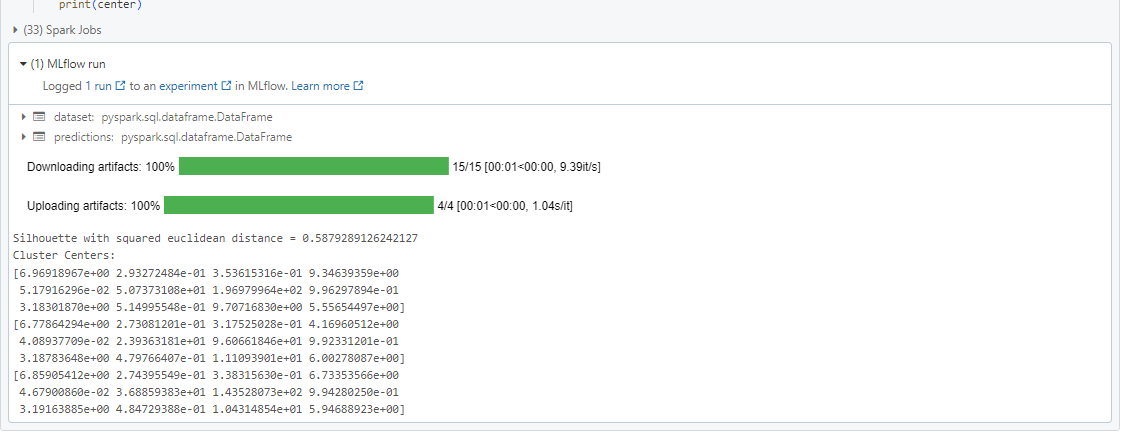 print(center)
(33) Spark Jobs
(1) MLflow run
Logged 1 run to an experiment in MLflow. Learn more
dataset: pyspark.sql.dataframe.DataFrame
predictions: pyspark.sql.dataframe.DataFrame
Downloading artifacts: 100% 15/15 [00:01<00:00, 9.39it/s]
Uploading artifacts: 100% 4/4 [00:01<00:00, 1.04s/it]
Silhouette with squared euclidean distance = 0.5879289126242127
Cluster Centers:
[6.96918967e+00 2.93272484e-01 3.53615316e-01 9.34639359e+00
5.17916296e-02 5.07373108e+01 1.96979964e+02 9.96297894e-01
3.18301870e+00 5.14995548e-01 9.70716830e+00 5.55654497e+00]
[6.77864294e+00 2.73081201e-01 3.17525028e-01 4.16960512e+00
4.08937709e-02 2.39363181e+01 9.60661846e+01 9.92331201e-01
3.18783648e+00 4.79766407e-01 1.11093901e+01 6.00278087e+00]
[6.85905412e+00 2.74395549e-01 3.38315630e-01 6.73353566e+00
4.67900860e-02 3.68859383e+01 1.43528073e+02 9.94280250e-01
3.19163885e+00 4.84729388e-01 1.04314854e+01 5.94688923e+00]